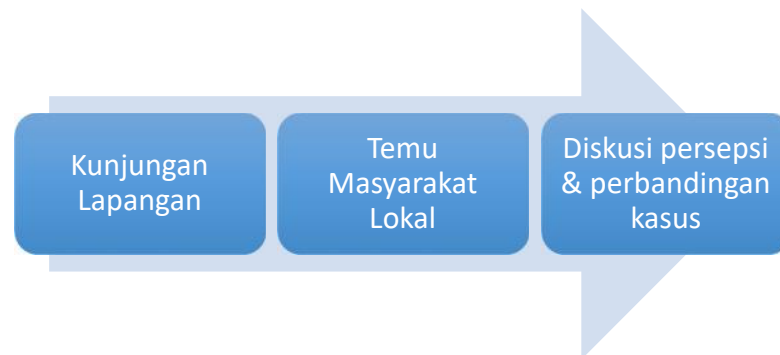 Kunjungan
Lapangan
Temu
Masyarakat
Lokal
Diskusi persepsi
& perbandingan
kasus